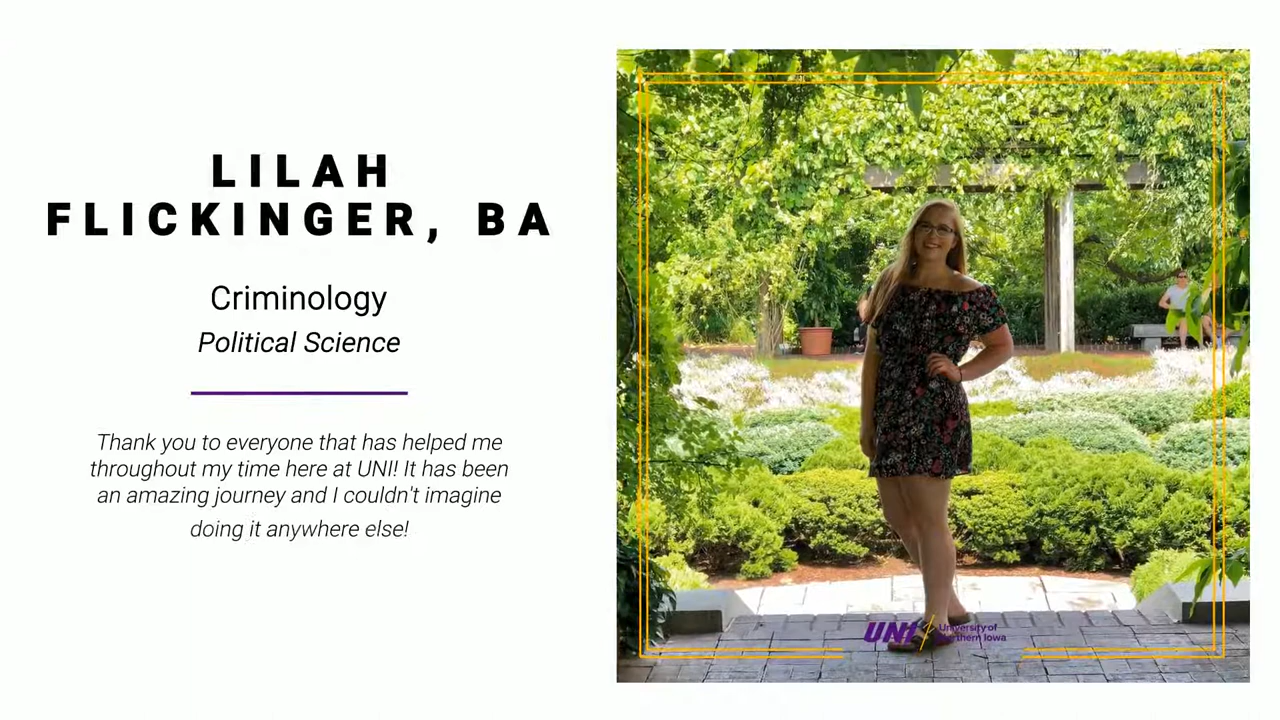 LILAH
FLICKINGER, BA
Criminology
Political Science
Thank you to everyone that has helped me
throughout my time here at UNI! It has been
an amazing journey and I couldn't imagine
doing it anywhere else!
UNI University of
Northern Iowa